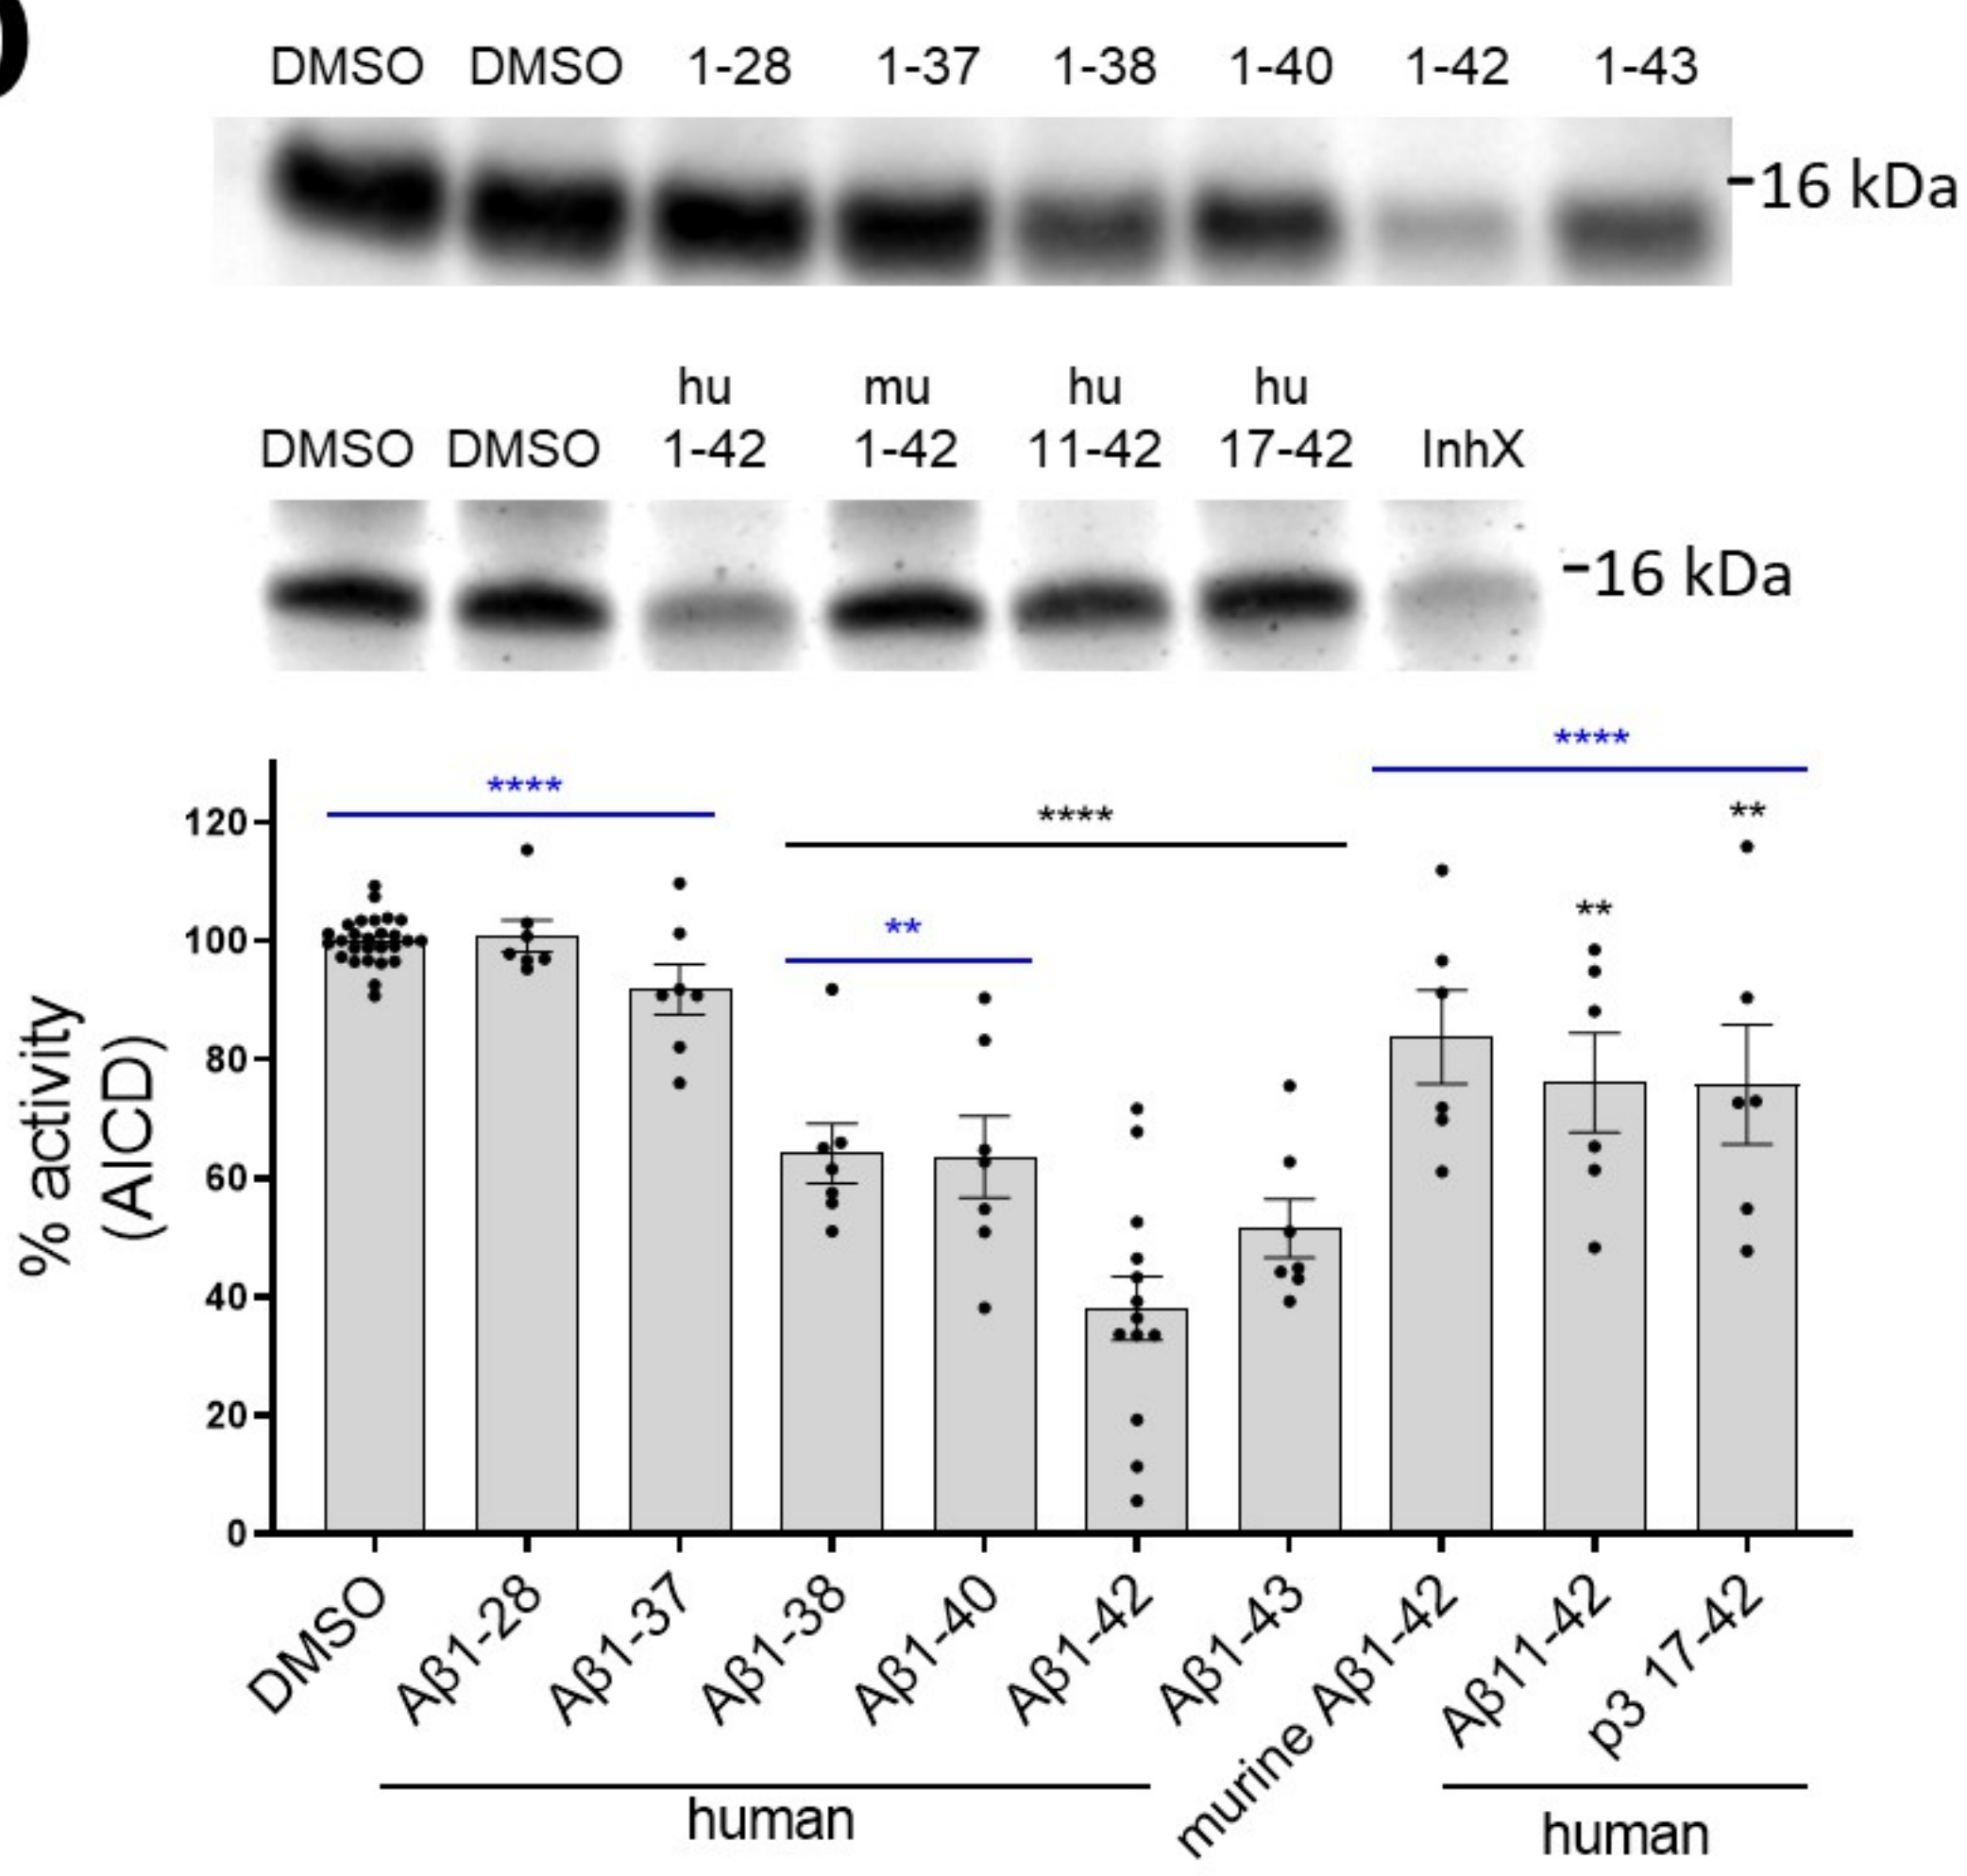 DMSO DMSO 1-28 1-37 1-38 1-40 1-42 1-43
-16 kDa
hu mu hu hu
DMSO DMSO 1-42 1-42 11-42 17-42 InhX
-16 kDa
****
****
****
**
**
**
120
100
80
60
40
20
0
% activity
(AICD)
DMSO Aβ1-28 Aβ1-37 Aβ1-38 Aβ1-40 Aβ1-42 Aβ1-43 murine Aβ1-42 Aβ11-42 p3 17-42
human
human